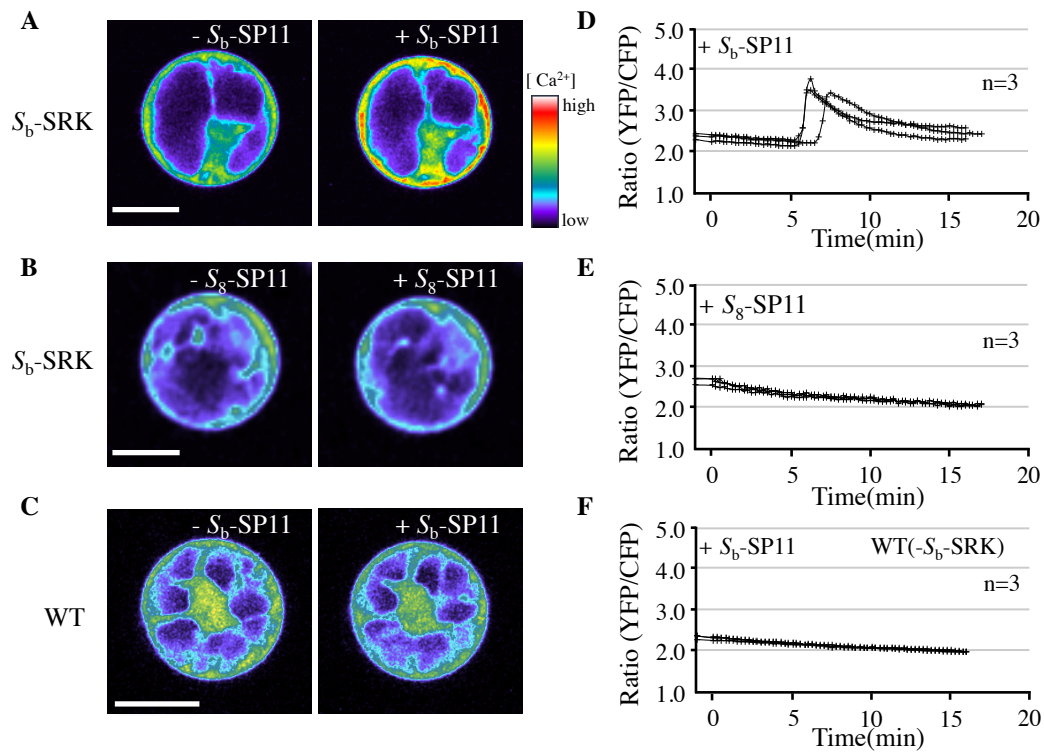 A
- Sb-SP11
+ Sb-SP11
Sb-SRK
[ Ca2+]
high
low
B
- S8-SP11
+ S8-SP11
Sb-SRK
C
- Sb-SP11
+ Sb-SP11
WT
D
+ Sb-SP11
n=3
Ratio (YFP/CFP)
5.0
4.0
3.0
2.0
1.0
0
5
10
15
20
Time(min)
E
+ S8-SP11
n=3
Ratio (YFP/CFP)
5.0
4.0
3.0
2.0
1.0
0
5
10
15
20
Time(min)
F
+ Sb-SP11
WT(-Sb-SRK)
n=3
Ratio (YFP/CFP)
5.0
4.0
3.0
2.0
1.0
0
5
10
15
20
Time(min)